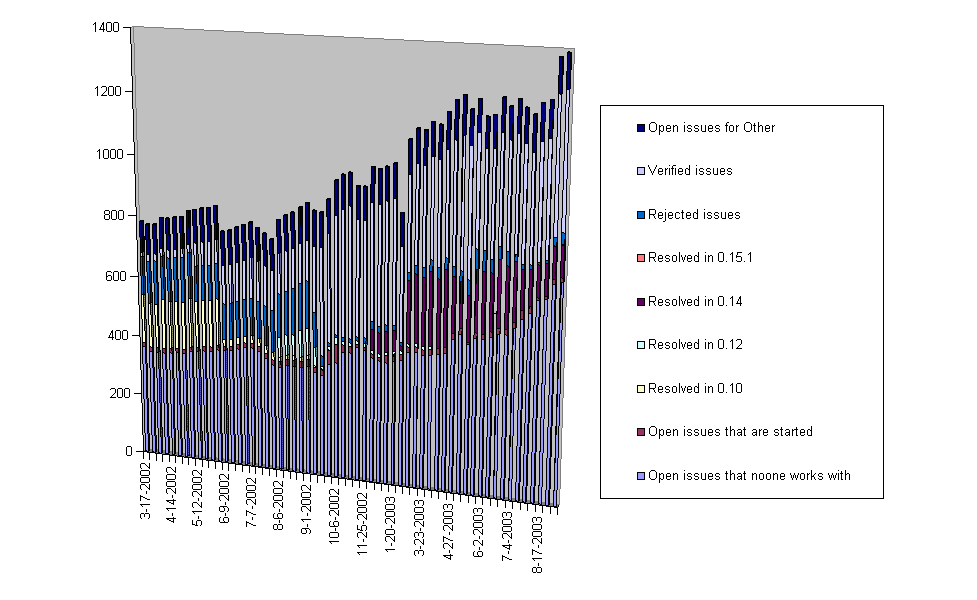 1400
1200
1000
800
600
400
200
0
3-17-2002
4-14-2002
5-12-2002
6-9-2002
7-7-2002
8-6-2002
9-1-2002
10-6-2002
11-25-2002
1-20-2003
3-23-2003
4-27-2003
6-2-2003
7-4-2003
8-17-2003
Open issues for Other
Verified issues
Rejected issues
Resolved in 0.15.1
Resolved in 0.14
Resolved in 0.12
Resolved in 0.10
Open issues that are started
Open issues that noone works with